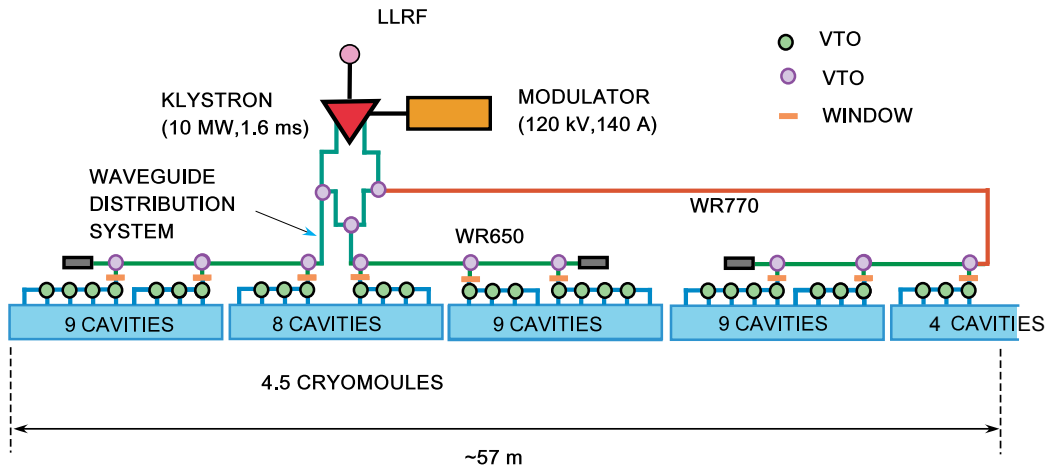 LLRF
VTO
VTO
WINDOW
KLYSTRON
(10 MW,1.6 ms)
MODULATOR
(120 kV,140 A)
WAVEGUIDE
DISTRIBUTION
SYSTEM
WR770
WR650
9 CAVITIES
8 CAVITIES
9 CAVITIES
9 CAVITIES
4 CAVITIES
4.5 CRYOMOULES
~57 m